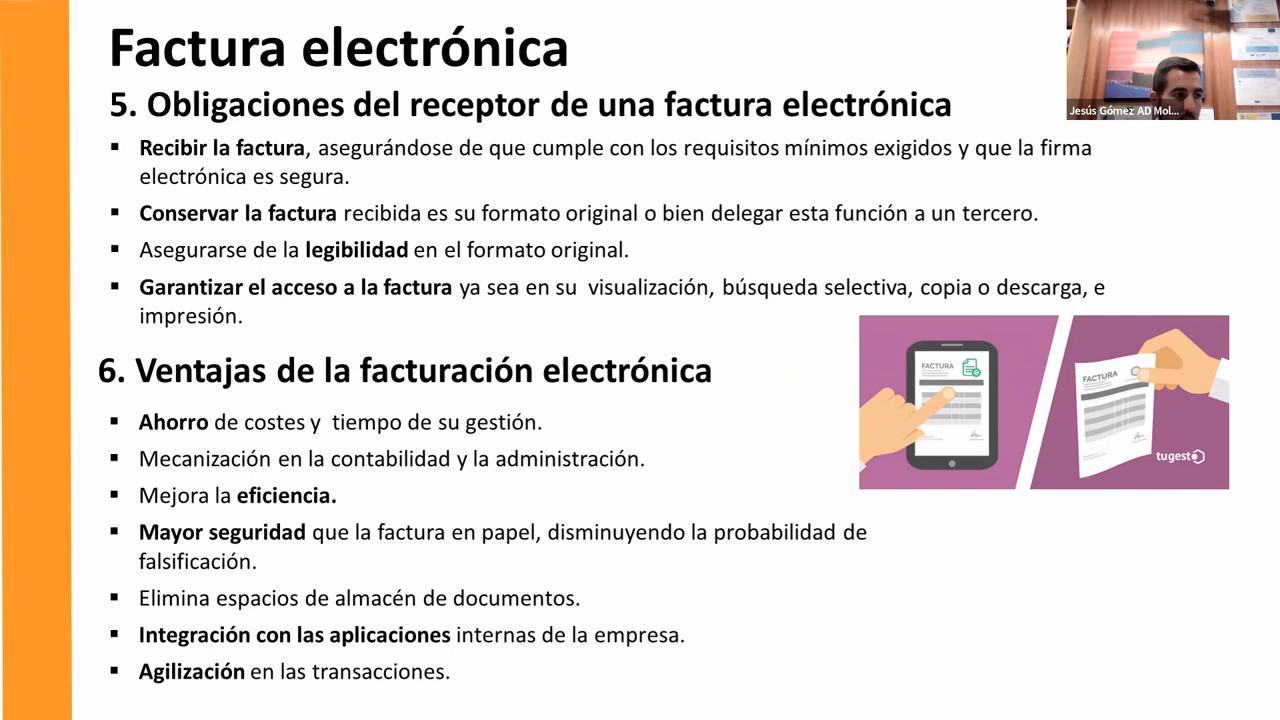 Factura electrónica
Jesús Gómez AD Mol...
5. Obligaciones del receptor de una factura electrónica
▪ Recibir la factura, asegurándose de que cumple con los requisitos mínimos exigidos y que la firma
electrónica es segura.
▪ Conservar la factura recibida es su formato original o bien delegar esta función a un tercero.
▪ Asegurarse de la legibilidad en el formato original.
▪ Garantizar el acceso a la factura ya sea en su visualización, búsqueda selectiva, copia o descarga, e
impresión.
6. Ventajas de la facturación electrónica
FACTURA
FACTURA
tugesto
▪ Ahorro de costes y tiempo de su gestión.
▪ Mecanización en la contabilidad y la administración.
▪ Mejora la eficiencia.
▪ Mayor seguridad que la factura en papel, disminuyendo la probabilidad de
falsificación.
▪ Elimina espacios de almacén de documentos.
▪ Integración con las aplicaciones internas de la empresa.
▪ Agilización en las transacciones.